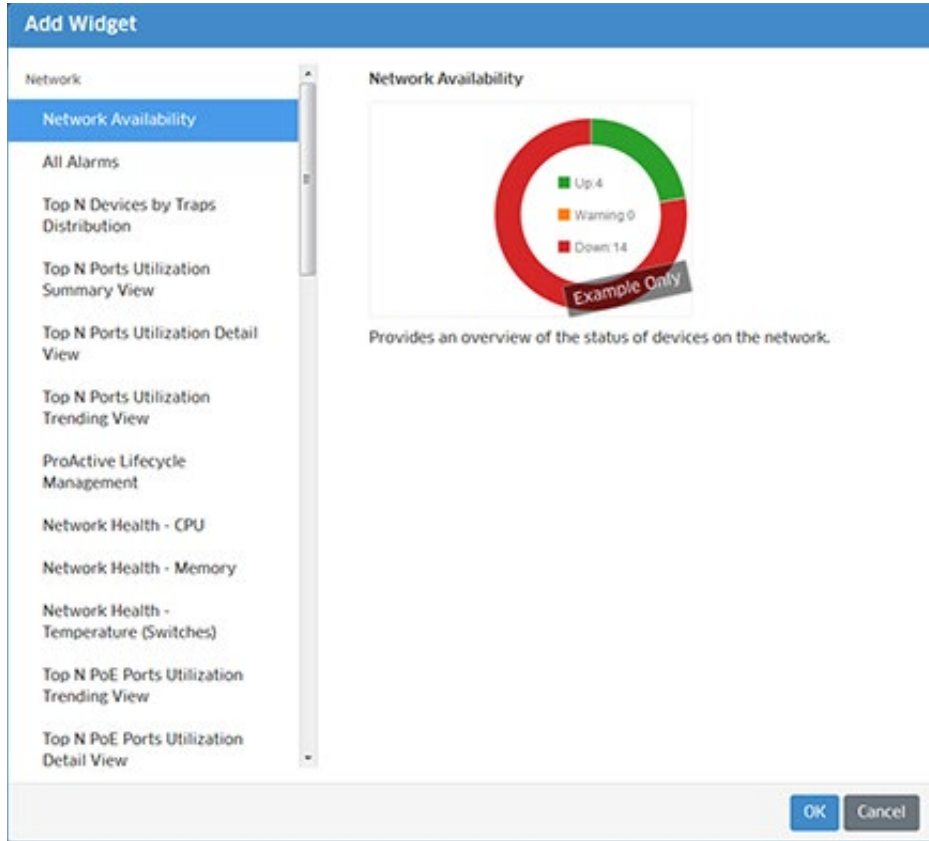 Add Widget
Network
Network Availability
All Alarms
Top N Devices by Traps
Distribution
Top N Ports Utilization
Summary View
Top N Ports Utilization Detail
View
Top N Ports Utilization
Trending View
ProActive Lifecycle
Management
Network Health - CPU
Network Health - Memory
Network Health -
Temperature (Switches)
Top N PoE Ports Utilization
Trending View
Top N PoE Ports Utilization
Detail View
Network Availability
Up:4
Warning:0
Down:14
Example Only
Provides an overview of the status of devices on the network.
OK
Cancel